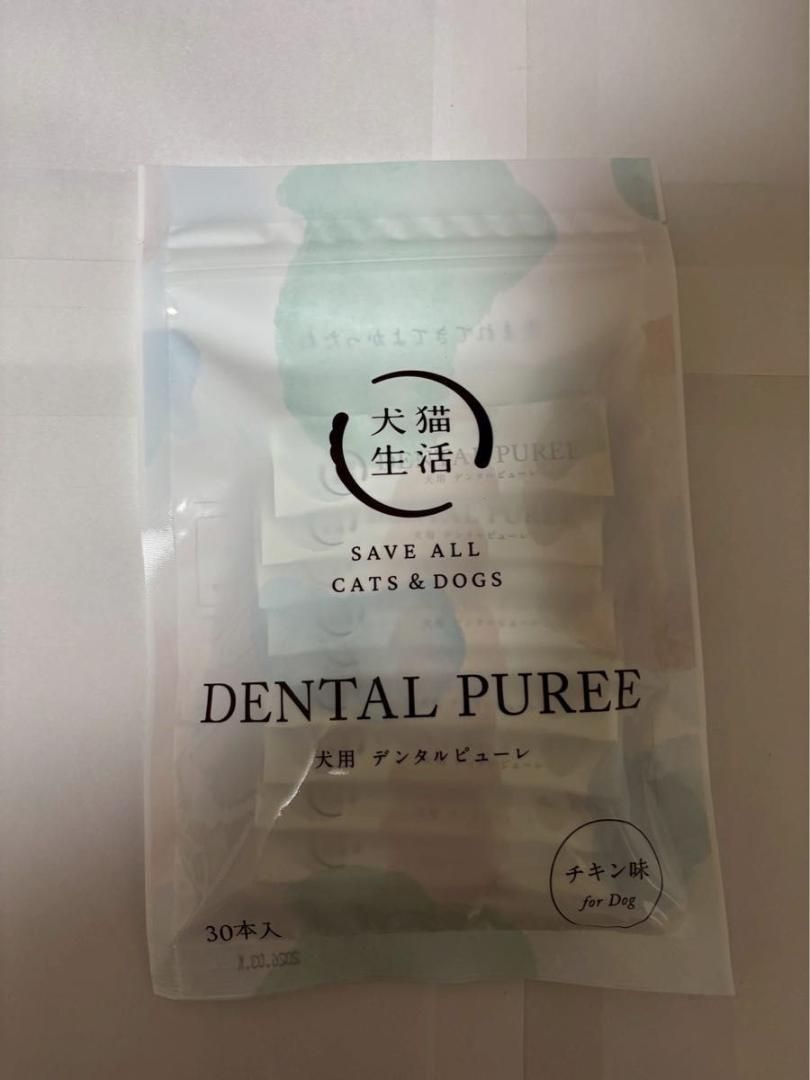 犬猫
生活
SAVE ALL
CATS & DOGS
DENTAL PUREE
犬用 デンタルピューレ
チキン味
for Dog
30本入